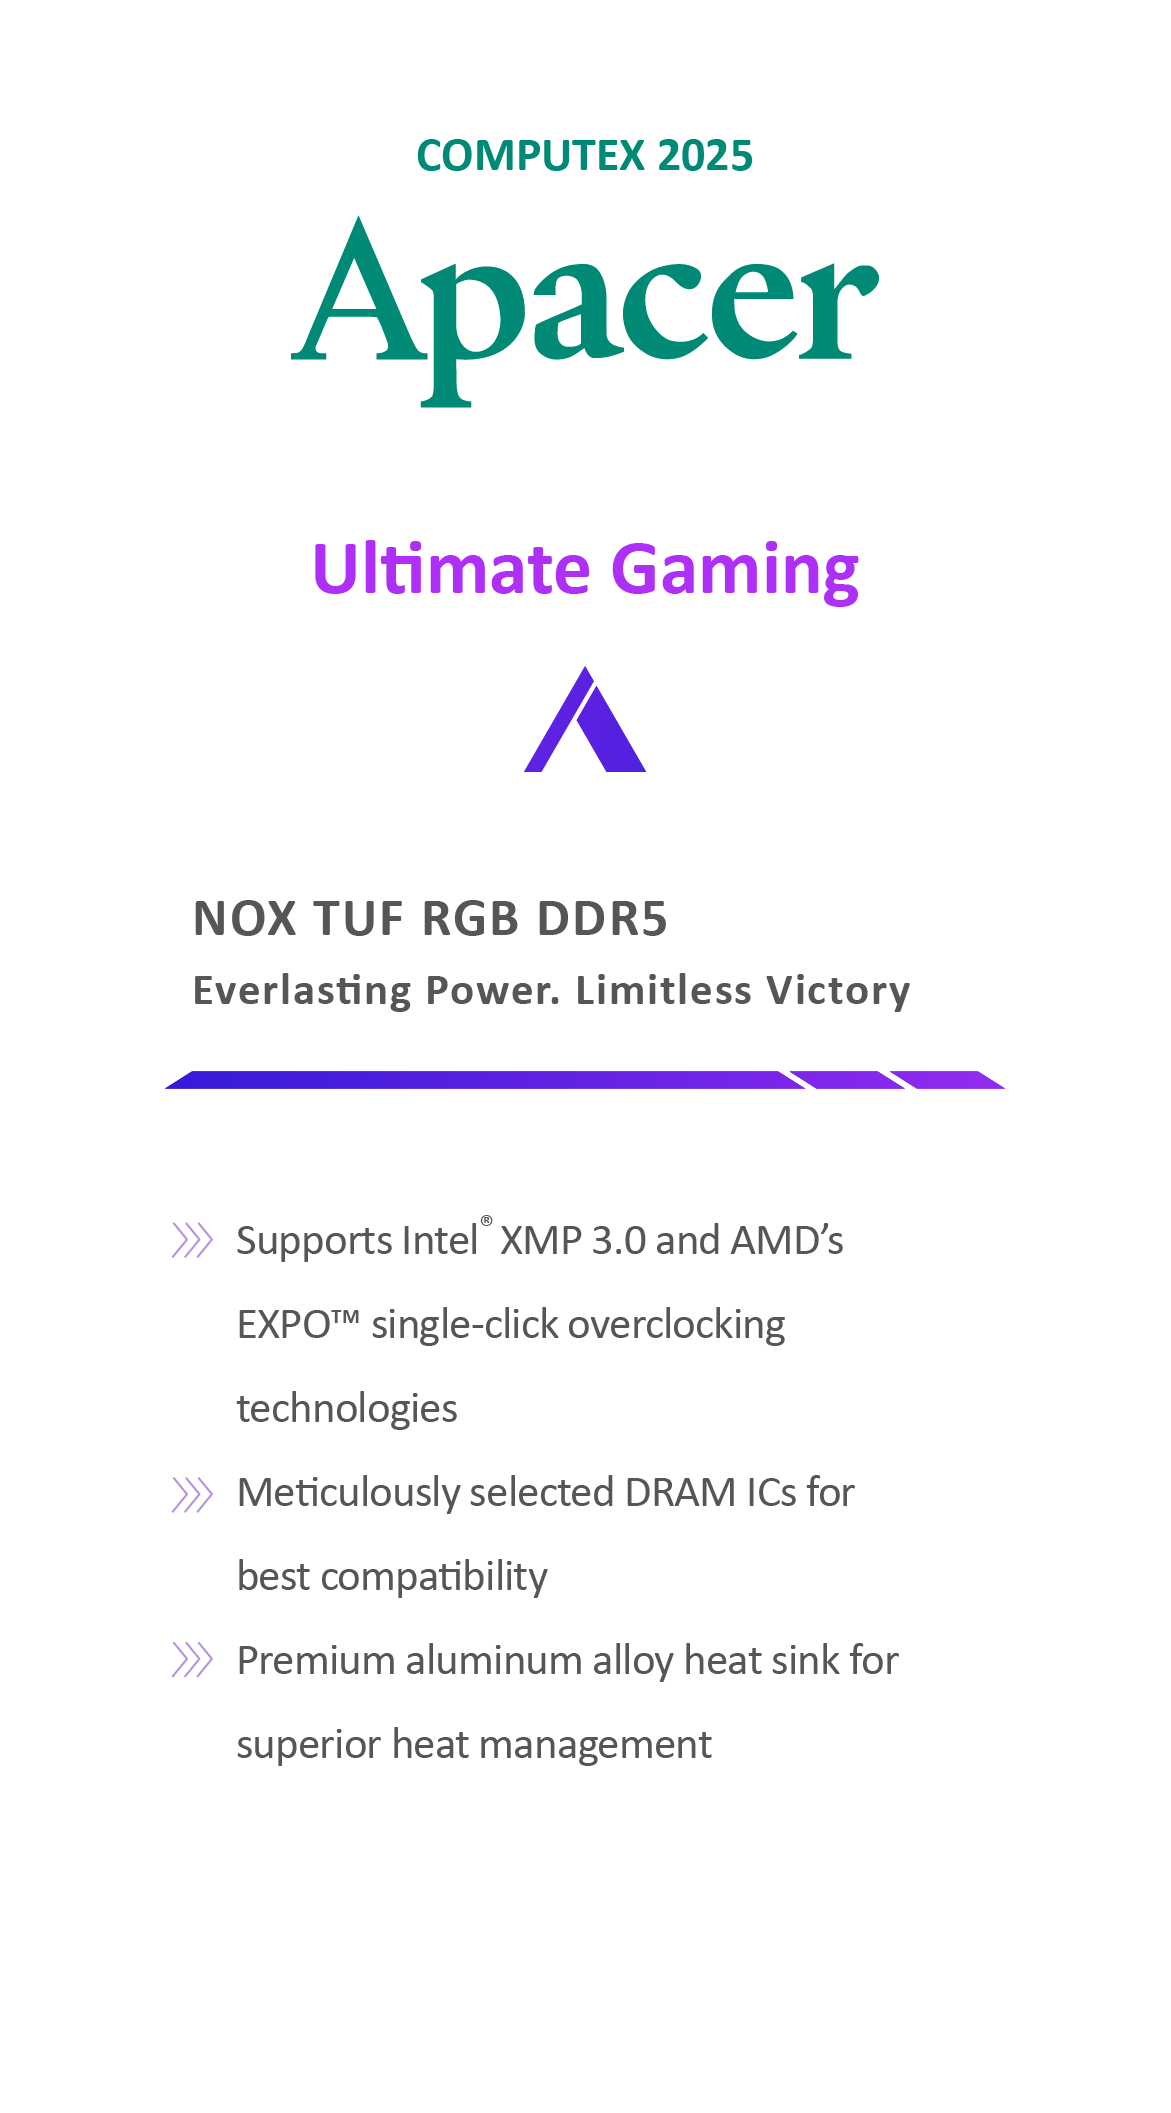 COMPUTEX 2025
Apacer
Ultimate Gaming
NOX TUF RGB DDR5
Everlasting Power. Limitless Victory
Supports Intel® XMP 3.0 and AMD’s
EXPO™ single-click overclocking
technologies
Meticulously selected DRAM ICs for
best compatibility
Premium aluminum alloy heat sink for
superior heat management